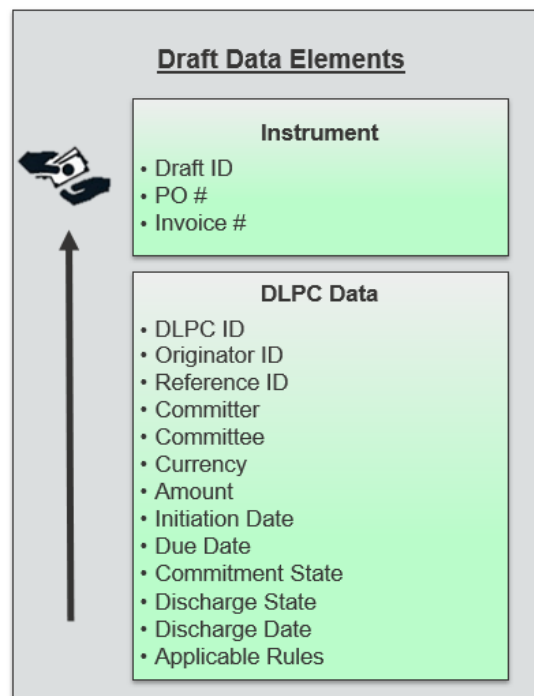 Draft Data Elements
Instrument
• Draft ID
• PO #
• Invoice #
DLPC Data
• DLPC ID
• Originator ID
• Reference ID
• Committer
• Committee
• Currency
• Amount
• Initiation Date
• Due Date
• Commitment State
• Discharge State
• Discharge Date
• Applicable Rules